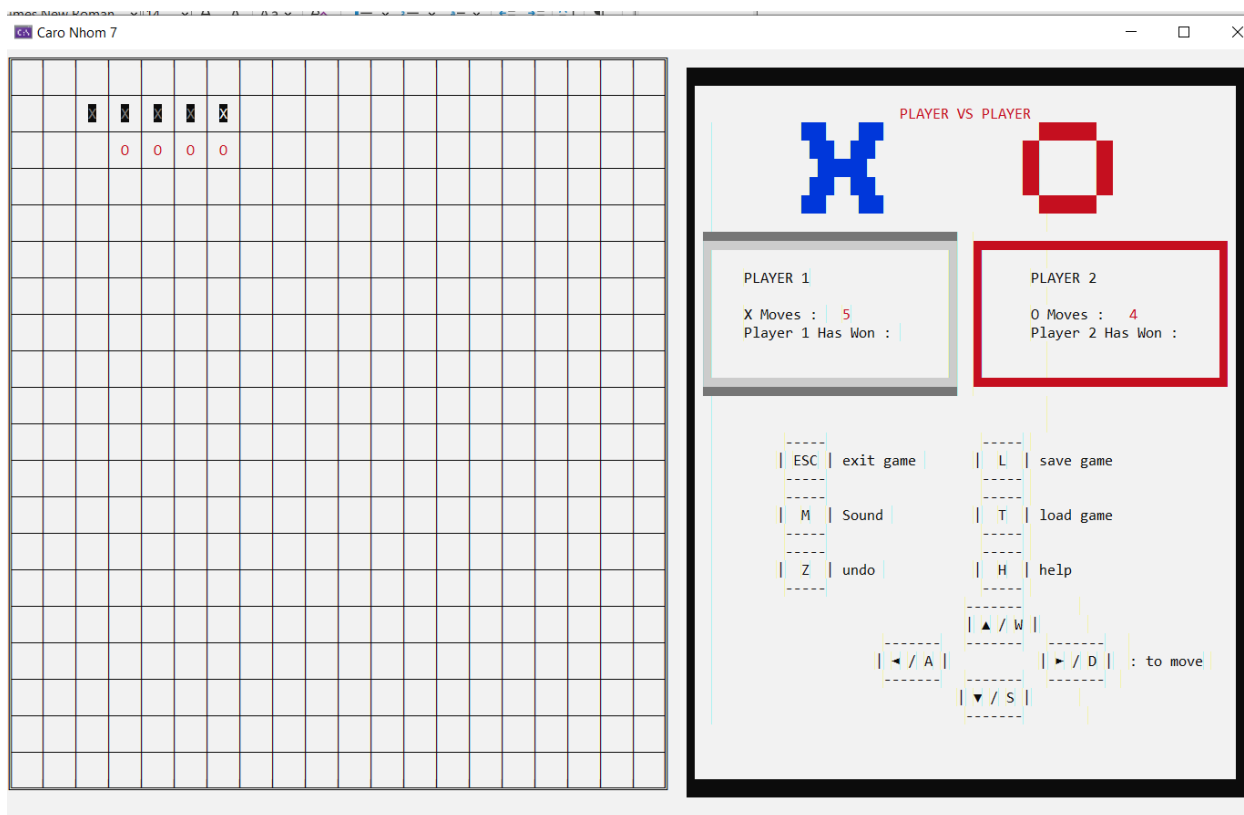 Caro Nhom 7
X X X X X
O O O O
PLAYER VS PLAYER
X O
PLAYER 1
X Moves : 5
Player 1 Has Won :
PLAYER 2
O Moves : 4
Player 2 Has Won :
ESC exit game
L save game
M Sound
T load game
Z undo
H help
▲ / W
◄ / A
► / D : to move
▼ / S